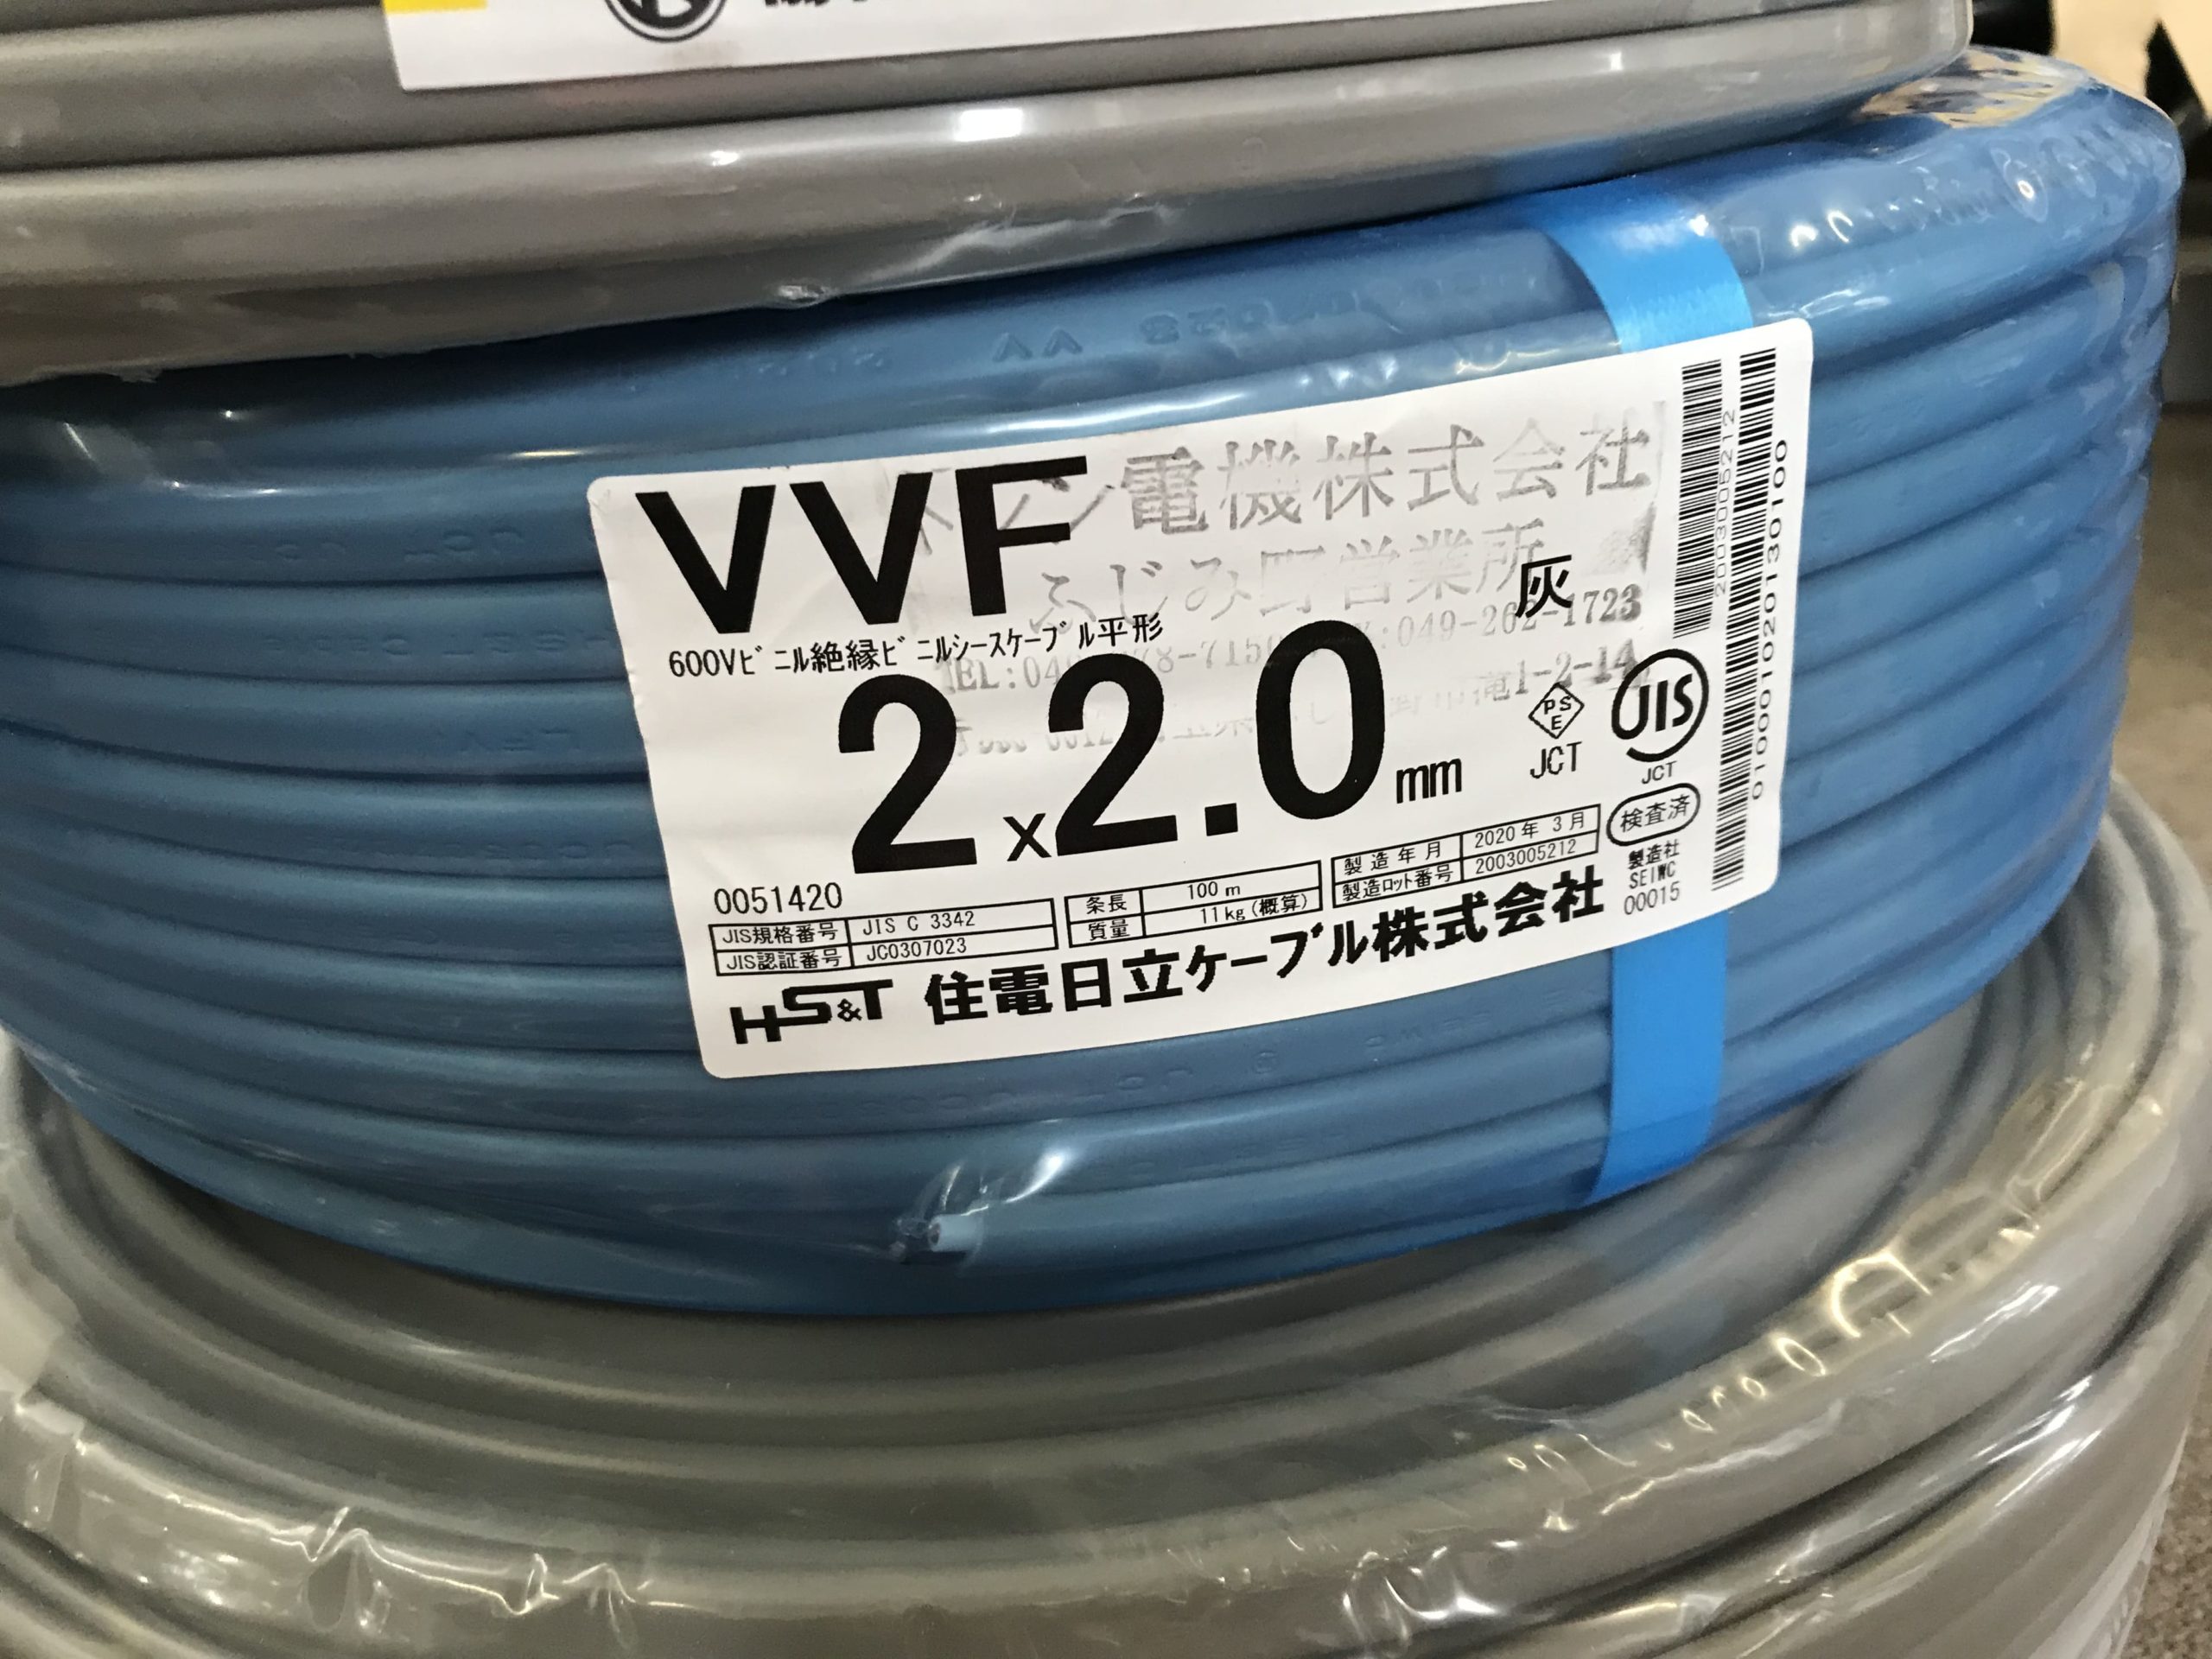 VVF
電機株式会社
ふじみ野営業所
灰
600Vビニル絶縁ビニルシースケーブル平形
2x2.0mm
PS
E
JCT
JIS
JCT
検査済
製造社
SEIWC
00015
0051420
JIS規格番号 JIS C 3342
JIS認証番号 JC0307023
条長 100m
質量 11kg(概算)
製造年月 2020年 3月
製造ロット番号 2003005212
HS&T 住電日立ケーブル株式会社
2003005212
0100010220130100